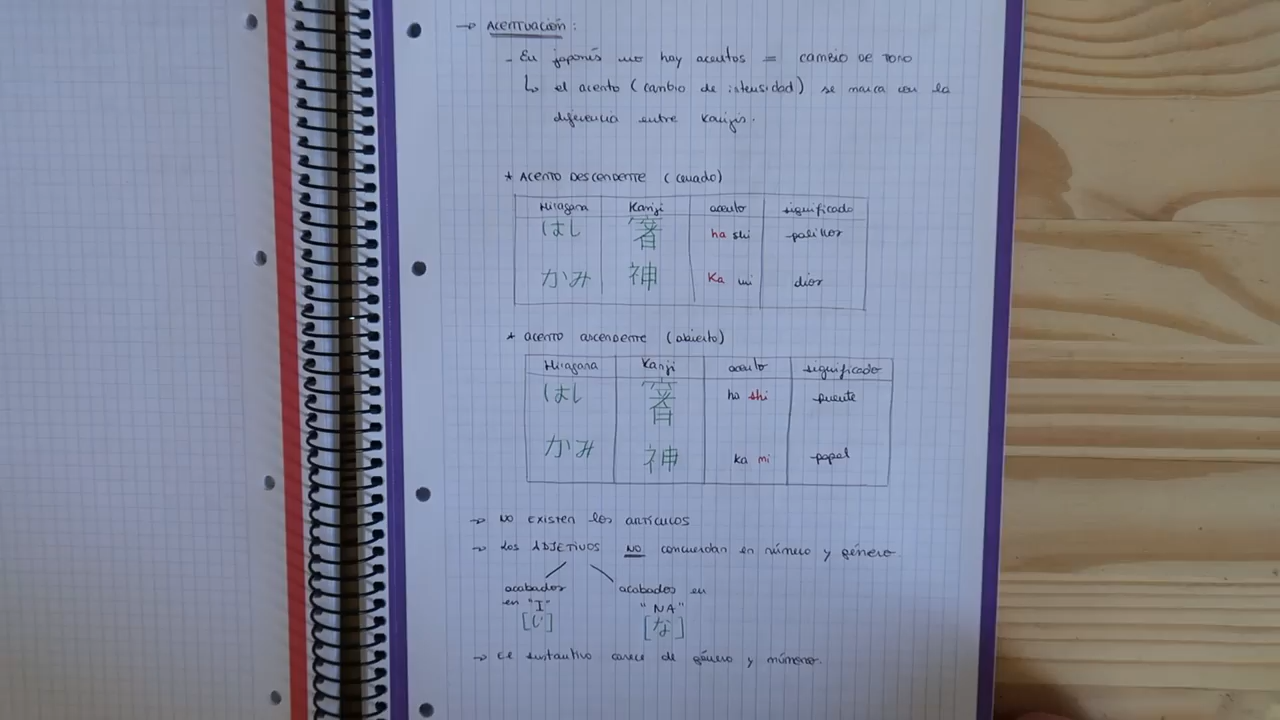 → ACENTUACIÓN:
- En japonés no hay acentos = CAMBIO DE TONO
↳ el acento (cambio de intensidad) se marca con la
diferencia entre Kanjis.
* ACENTO DESCENDENTE (cerrado)
Hiragana Kanji acento significado
はし 箸 ha shi palillos
かみ 神 Ka mi dios
* ACENTO ascendente (abierto)
Hiragana Kanji acento significado
はし 箸 ha shi puente
かみ 神 ka mi papel
→ NO EXISTEN los ARTÍCULOS
→ Los ADJETIVOS NO concuerdan en número y género.
acabados acabados en
en "I" "NA"
[い] [な]
→ el sustantivo carece de género y número.